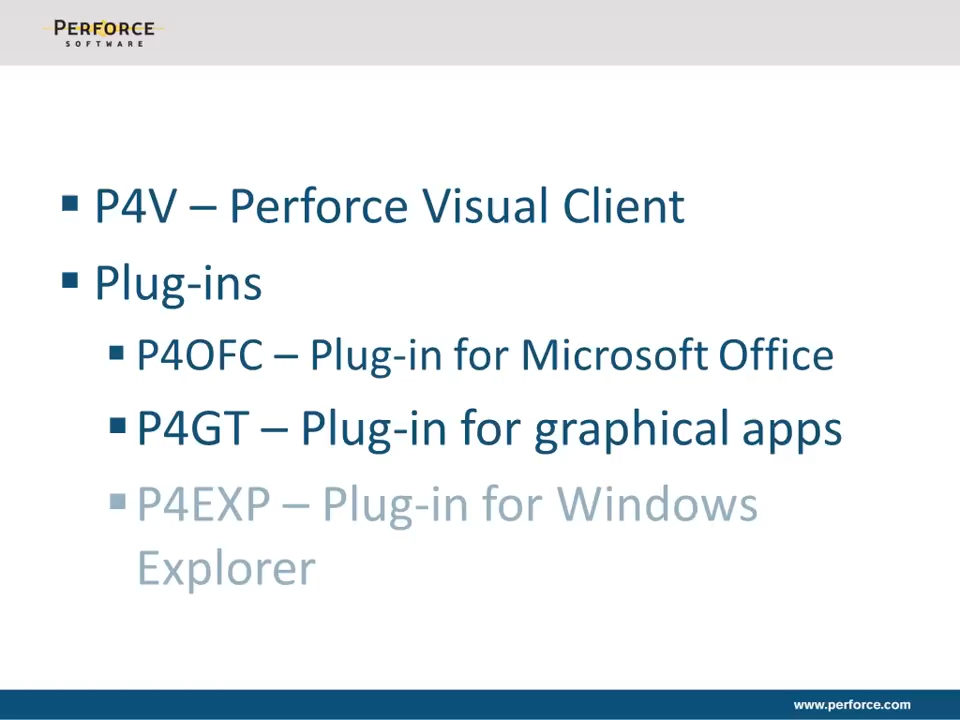 PERFORCE
SOFTWARE
▪ P4V – Perforce Visual Client
▪ Plug-ins
▪ P4OFC – Plug-in for Microsoft Office
▪ P4GT – Plug-in for graphical apps
▪ P4EXP – Plug-in for Windows
Explorer
www.perforce.com